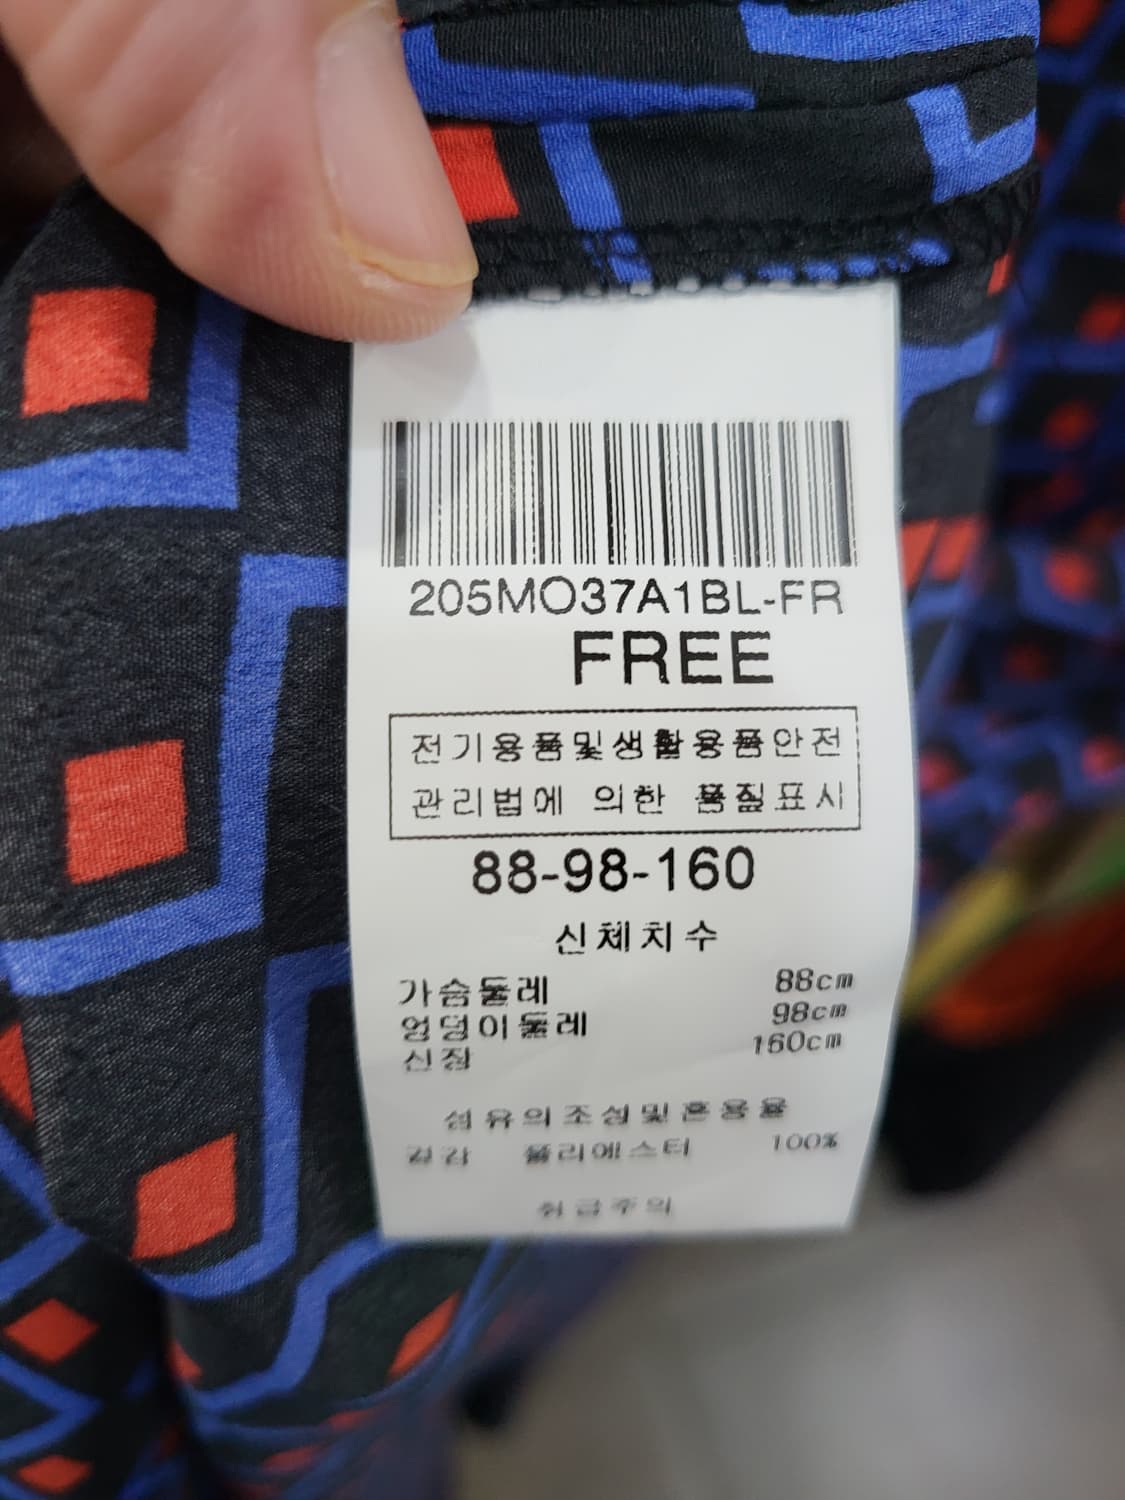 205MO37A1BL-FR
FREE
전기용품및생활용품안전
관리법에 의한 품질표시
88-98-160
신체치수
가슴둘레 88cm
엉덩이둘레 98cm
신장 160cm
섬유의조성및혼용율
겉감 폴리에스터 100%
취급주의